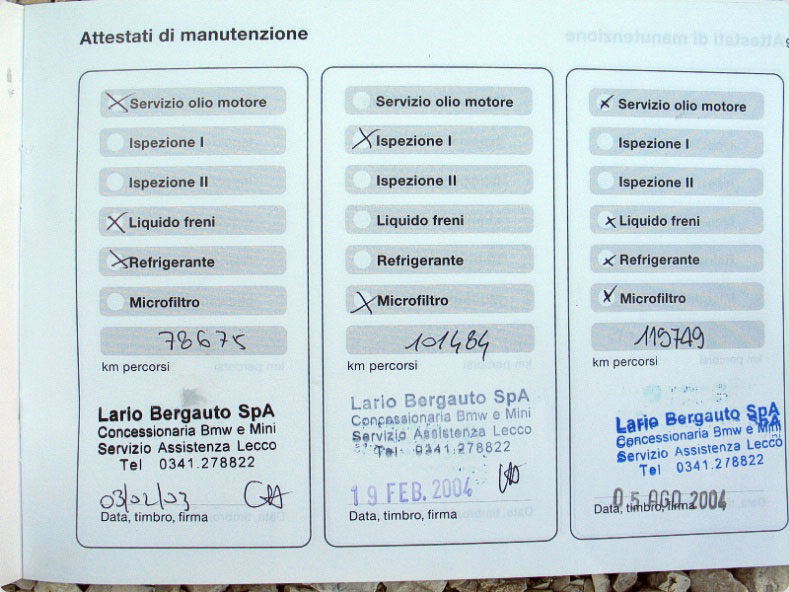 Attestati di manutenzione
Servizio olio motore
Ispezione I
Ispezione II
Liquido freni
Refrigerante
Microfiltro
78675
km percorsi
Lario Bergauto SpA
Concessionaria Bmw e Mini
Servizio Assistenza Lecco
Tel 0341.278822
03/02/03
Data, timbro, firma
Servizio olio motore
Ispezione I
Ispezione II
Liquido freni
Refrigerante
Microfiltro
101484
km percorsi
Lario Bergauto SpA
Concessionaria Bmw e Mini
Servizio Assistenza Lecco
Tel 0341.278822
19 FEB. 2004
Data, timbro, firma
Servizio olio motore
Ispezione I
Ispezione II
Liquido freni
Refrigerante
Microfiltro
115749
km percorsi
Lario Bergauto SpA
Concessionaria Bmw e Mini
Servizio Assistenza Lecco
Tel 0341.278822
05 AGO 2004
Data, timbro, firma